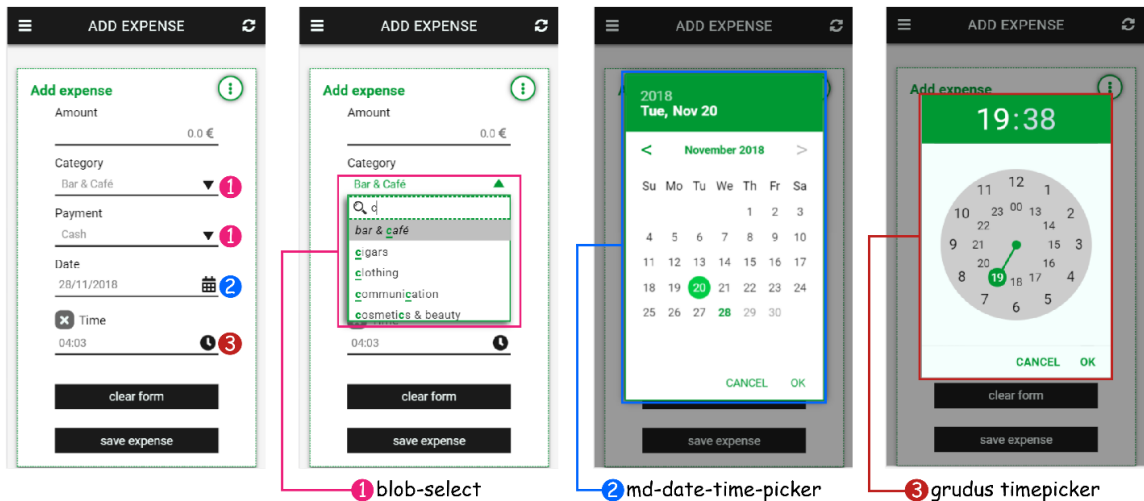 ADD EXPENSE
Add expense
Amount
0.0 €
Category
Bar & Café
1
Payment
Cash
1
Date
28/11/2018
2
Time
04:03
3
clear form
save expense
ADD EXPENSE
Add expense
Amount
0.0 €
Category
Bar & Café
c
bar & café
cigars
clothing
communication
cosmetics & beauty
04:03
clear form
save expense
1 blob-select
ADD EXPENSE
2018
Tue, Nov 20
< November 2018 >
Su Mo Tu We Th Fr Sa
1 2 3
4 5 6 7 8 9 10
11 12 13 14 15 16 17
18 19 20 21 22 23 24
25 26 27 28 29 30
CANCEL OK
save expense
2 md-date-time-picker
ADD EXPENSE
Add expense
19:38
12
11 1
23 00 13
10 2
22 14
9 21 15 3
20 16
8 4
19 18 17
7 5
6
CANCEL OK
clear form
save expense
3 grudus timepicker